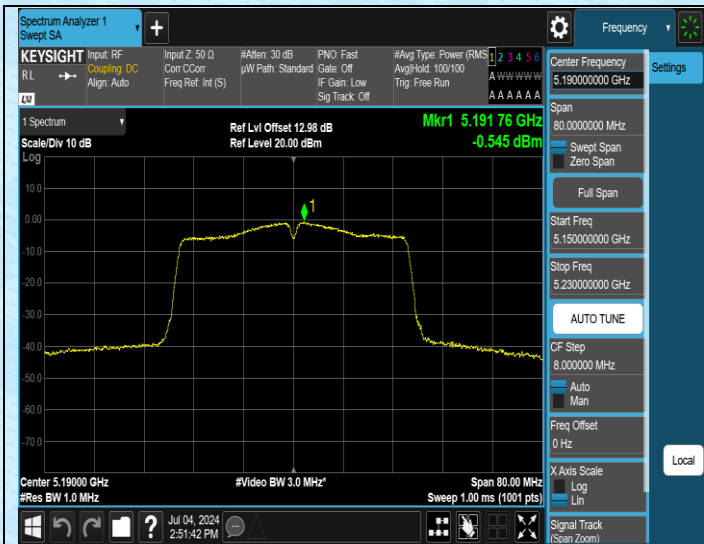 Spectrum Analyzer 1
Swept SA
Frequency
KEYSIGHT
RL
LXI
Input: RF
Coupling: DC
Align: Auto
Input Z: 50 Ω
Corr CCorr
Freq Ref: Int (S)
#Atten: 30 dB
µW Path: Standard
PNO: Fast
Gate: Off
IF Gain: Low
Sig Track: Off
#Avg Type: Power (RMS
Avg|Hold: 100/100
Trig: Free Run
1 2 3 4 5 6
A W W W W W
A A A A A A
1 Spectrum
Scale/Div 10 dB
Log
Ref Lvl Offset 12.98 dB
Ref Level 20.00 dBm
Mkr1 5.191 76 GHz
-0.545 dBm
1
10.0
0.00
-10.0
-20.0
-30.0
-40.0
-50.0
-60.0
-70.0
Center 5.19000 GHz
#Res BW 1.0 MHz
#Video BW 3.0 MHz*
Span 80.00 MHz
Sweep 1.00 ms (1001 pts)
Jul 04, 2024
2:51:42 PM
Center Frequency
5.190000000 GHz
Span
80.0000000 MHz
Swept Span
Zero Span
Full Span
Start Freq
5.150000000 GHz
Stop Freq
5.230000000 GHz
AUTO TUNE
CF Step
8.000000 MHz
Auto
Man
Freq Offset
0 Hz
X Axis Scale
Log
Lin
Signal Track
(Span Zoom)
Settings
Local